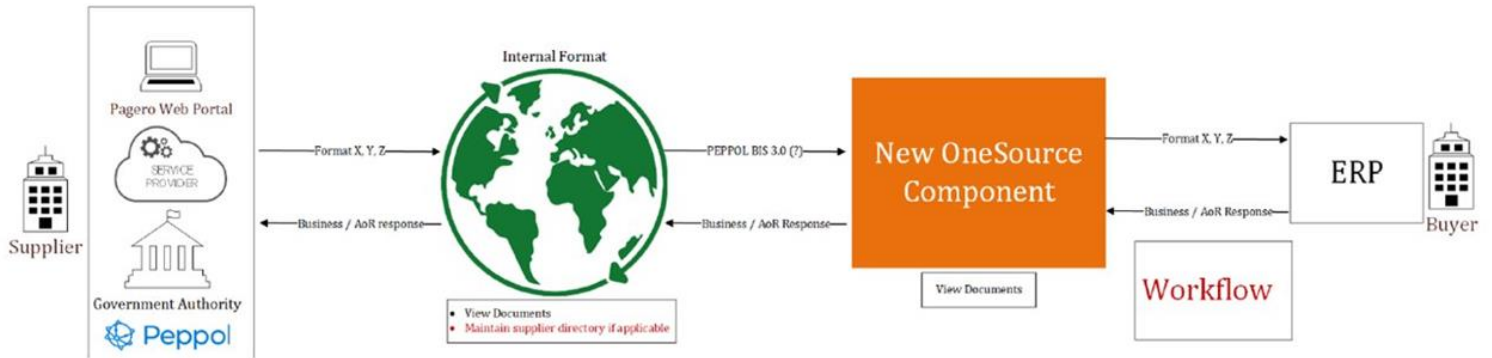 Supplier
Pagero Web Portal
SERVICE
PROVIDER
Government Authority
Peppol
Format X, Y, Z
Business / AoR response
Internal Format
• View Documents
• Maintain supplier directory if applicable
PEPPOL BIS 3.0 (?)
Business / AoR Response
New OneSource
Component
View Documents
Format X, Y, Z
Business / AoR Response
Workflow
ERP
Buyer